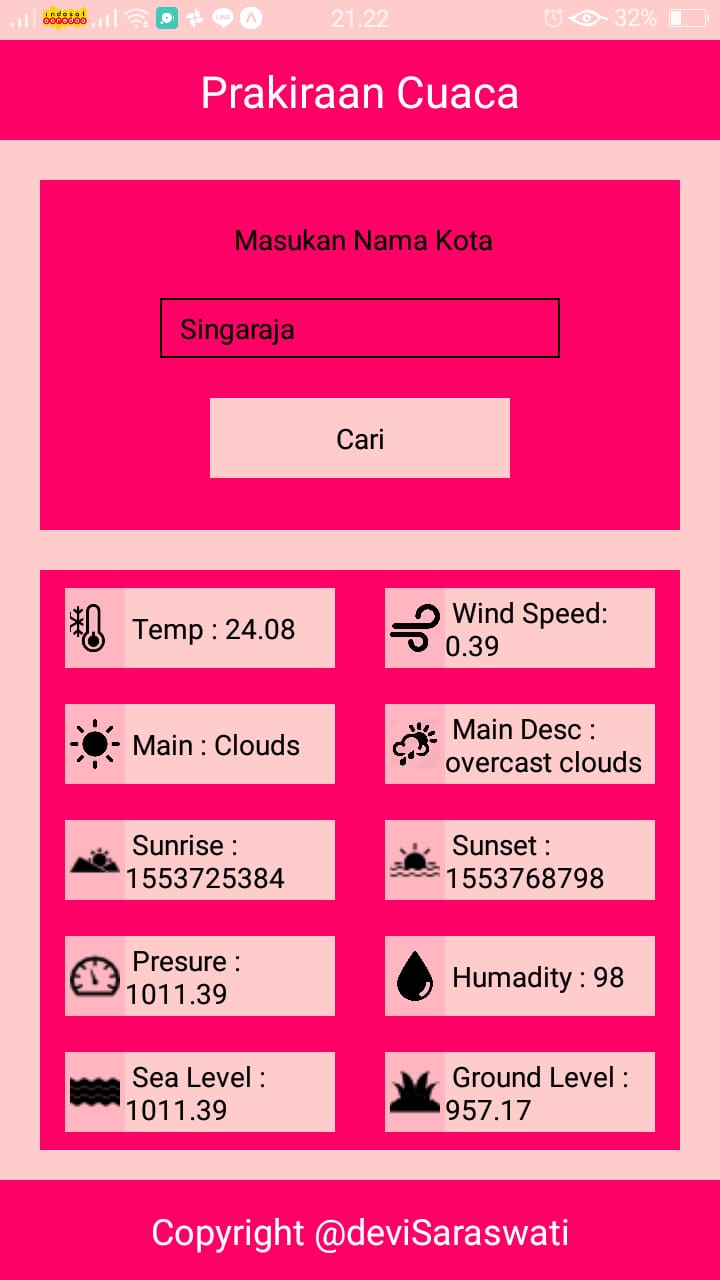 indosat
ooredoo
LINE
21.22
32%
Prakiraan Cuaca
Masukan Nama Kota
Singaraja
Cari
Temp : 24.08
Wind Speed:
0.39
Main : Clouds
Main Desc :
overcast clouds
Sunrise :
1553725384
Sunset :
1553768798
Presure :
1011.39
Humadity : 98
Sea Level :
1011.39
Ground Level :
957.17
Copyright @deviSaraswati